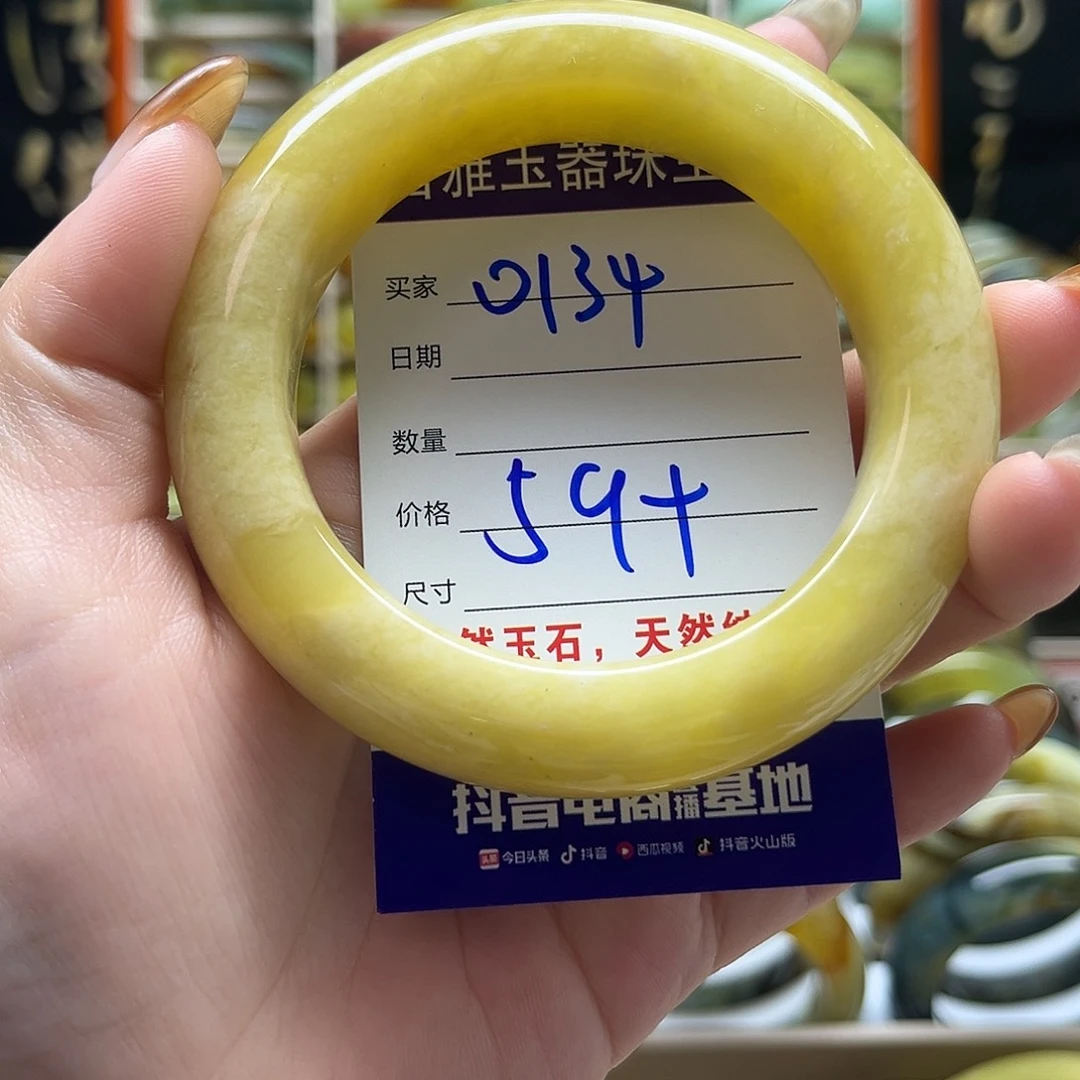 雅玉器珠
买家 0134
日期
数量
价格 59+
尺寸
然玉石，天然
抖音电商直播基地
今日头条 抖音 西瓜视频 抖音火山版